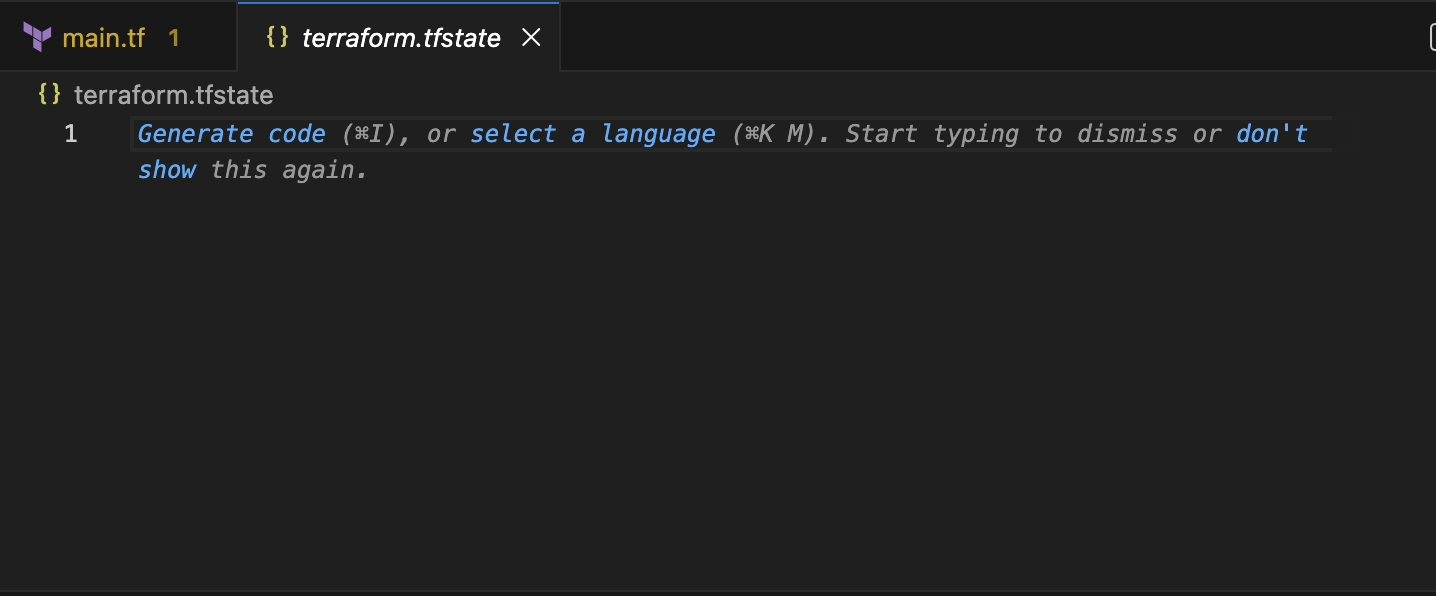 main.tf 1 {} terraform.tfstate ×
{} terraform.tfstate
1 Generate code (⌘I), or select a language (⌘K M). Start typing to dismiss or don't
show this again.